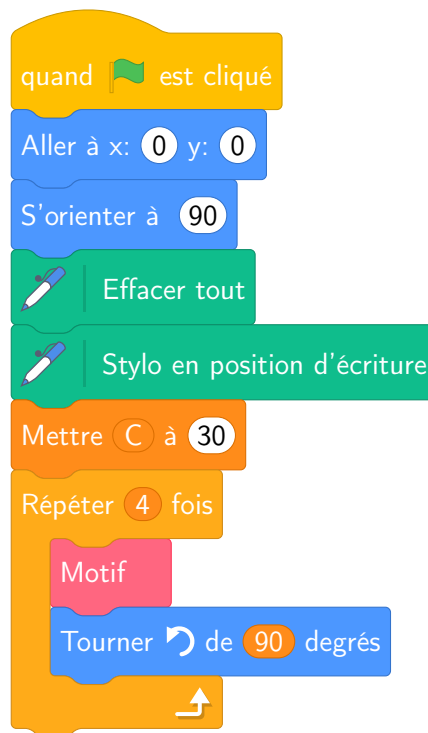 quand est cliqué
Aller à x: 0 y: 0
S'orienter à 90
Effacer tout
Stylo en position d'écriture
Mettre C à 30
Répéter 4 fois
Motif
Tourner de 90 degrés